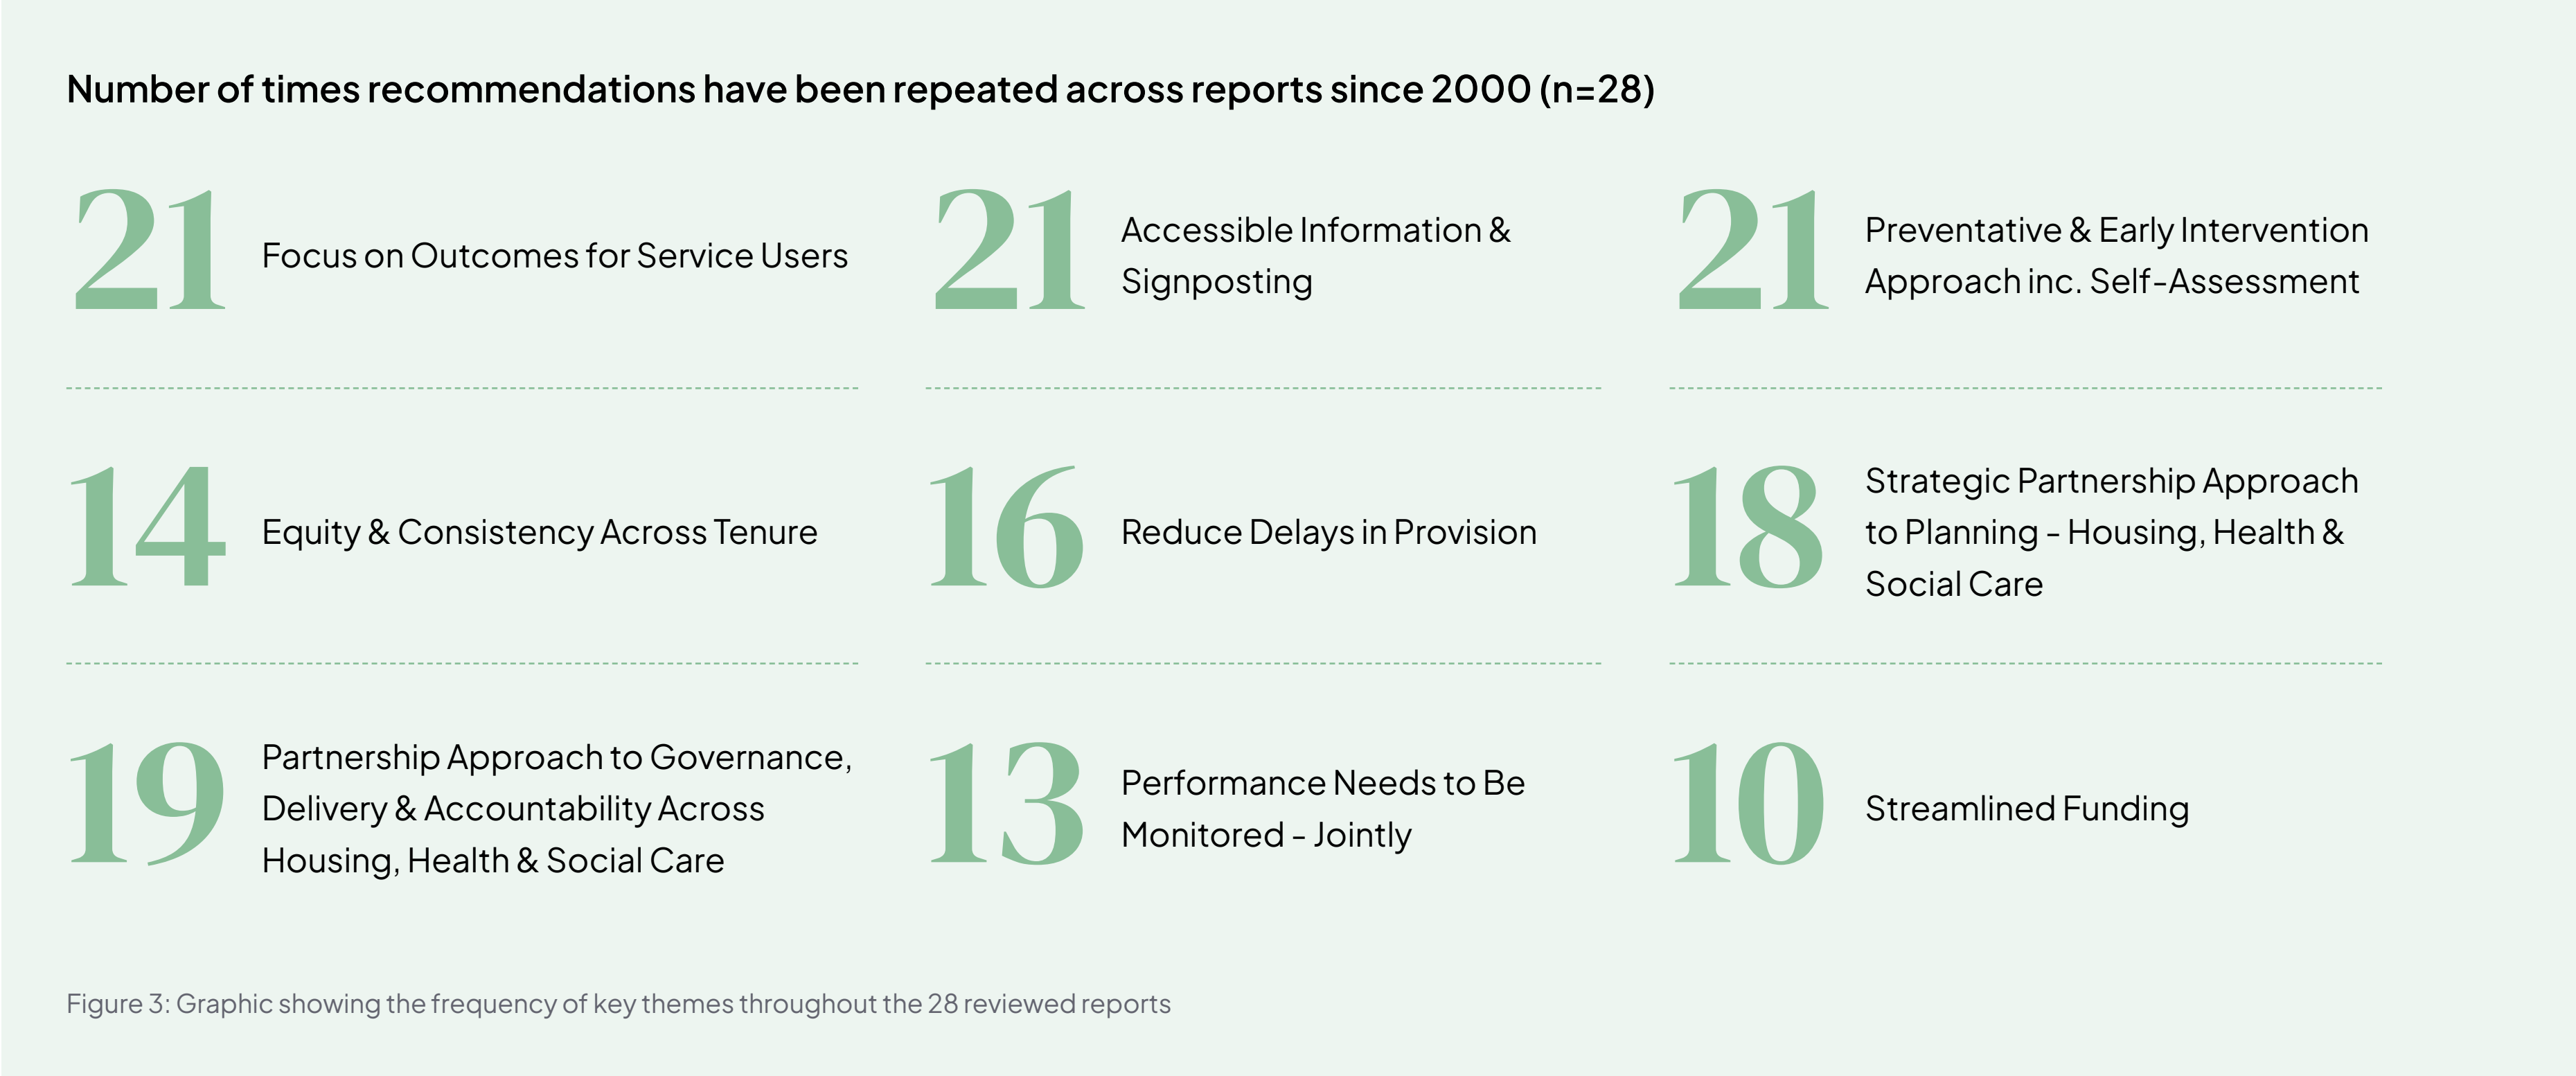 Number of times recommendations have been repeated across reports since 2000 (n=28)
21
Focus on Outcomes for Service Users
21
Accessible Information &
Signposting
21
Preventative & Early Intervention
Approach inc. Self-Assessment
14
Equity & Consistency Across Tenure
16
Reduce Delays in Provision
18
Strategic Partnership Approach
to Planning - Housing, Health &
Social Care
19
Partnership Approach to Governance,
Delivery & Accountability Across
Housing, Health & Social Care
13
Performance Needs to Be
Monitored - Jointly
10
Streamlined Funding
Figure 3: Graphic showing the frequency of key themes throughout the 28 reviewed reports